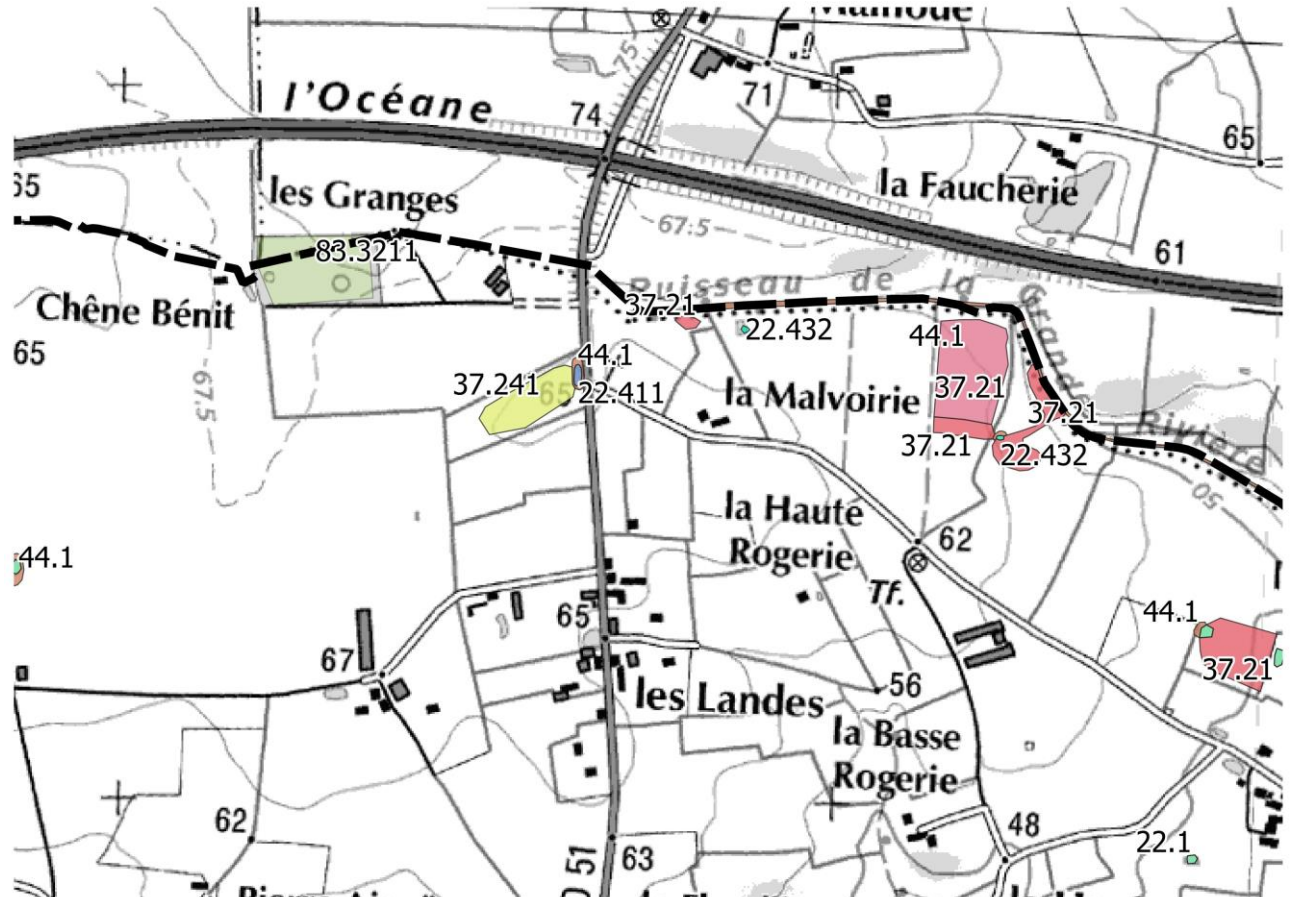 l'Océane
74
75
71
65
65
les Granges
67.5
la Faucherie
61
83.3211
Chêne Bénit
Ruisseau de la Grande Rivière
37.21
22.432
44.1
65
67.5
44.1
37.241
65
22.411
la Malvoirie
37.21
37.21
37.21
22.432
50
la Haute
Rogerie
62
44.1
Tf.
65
44.1
67
37.21
56
les Landes
la Basse
Rogerie
62
63
48
22.1
D 51